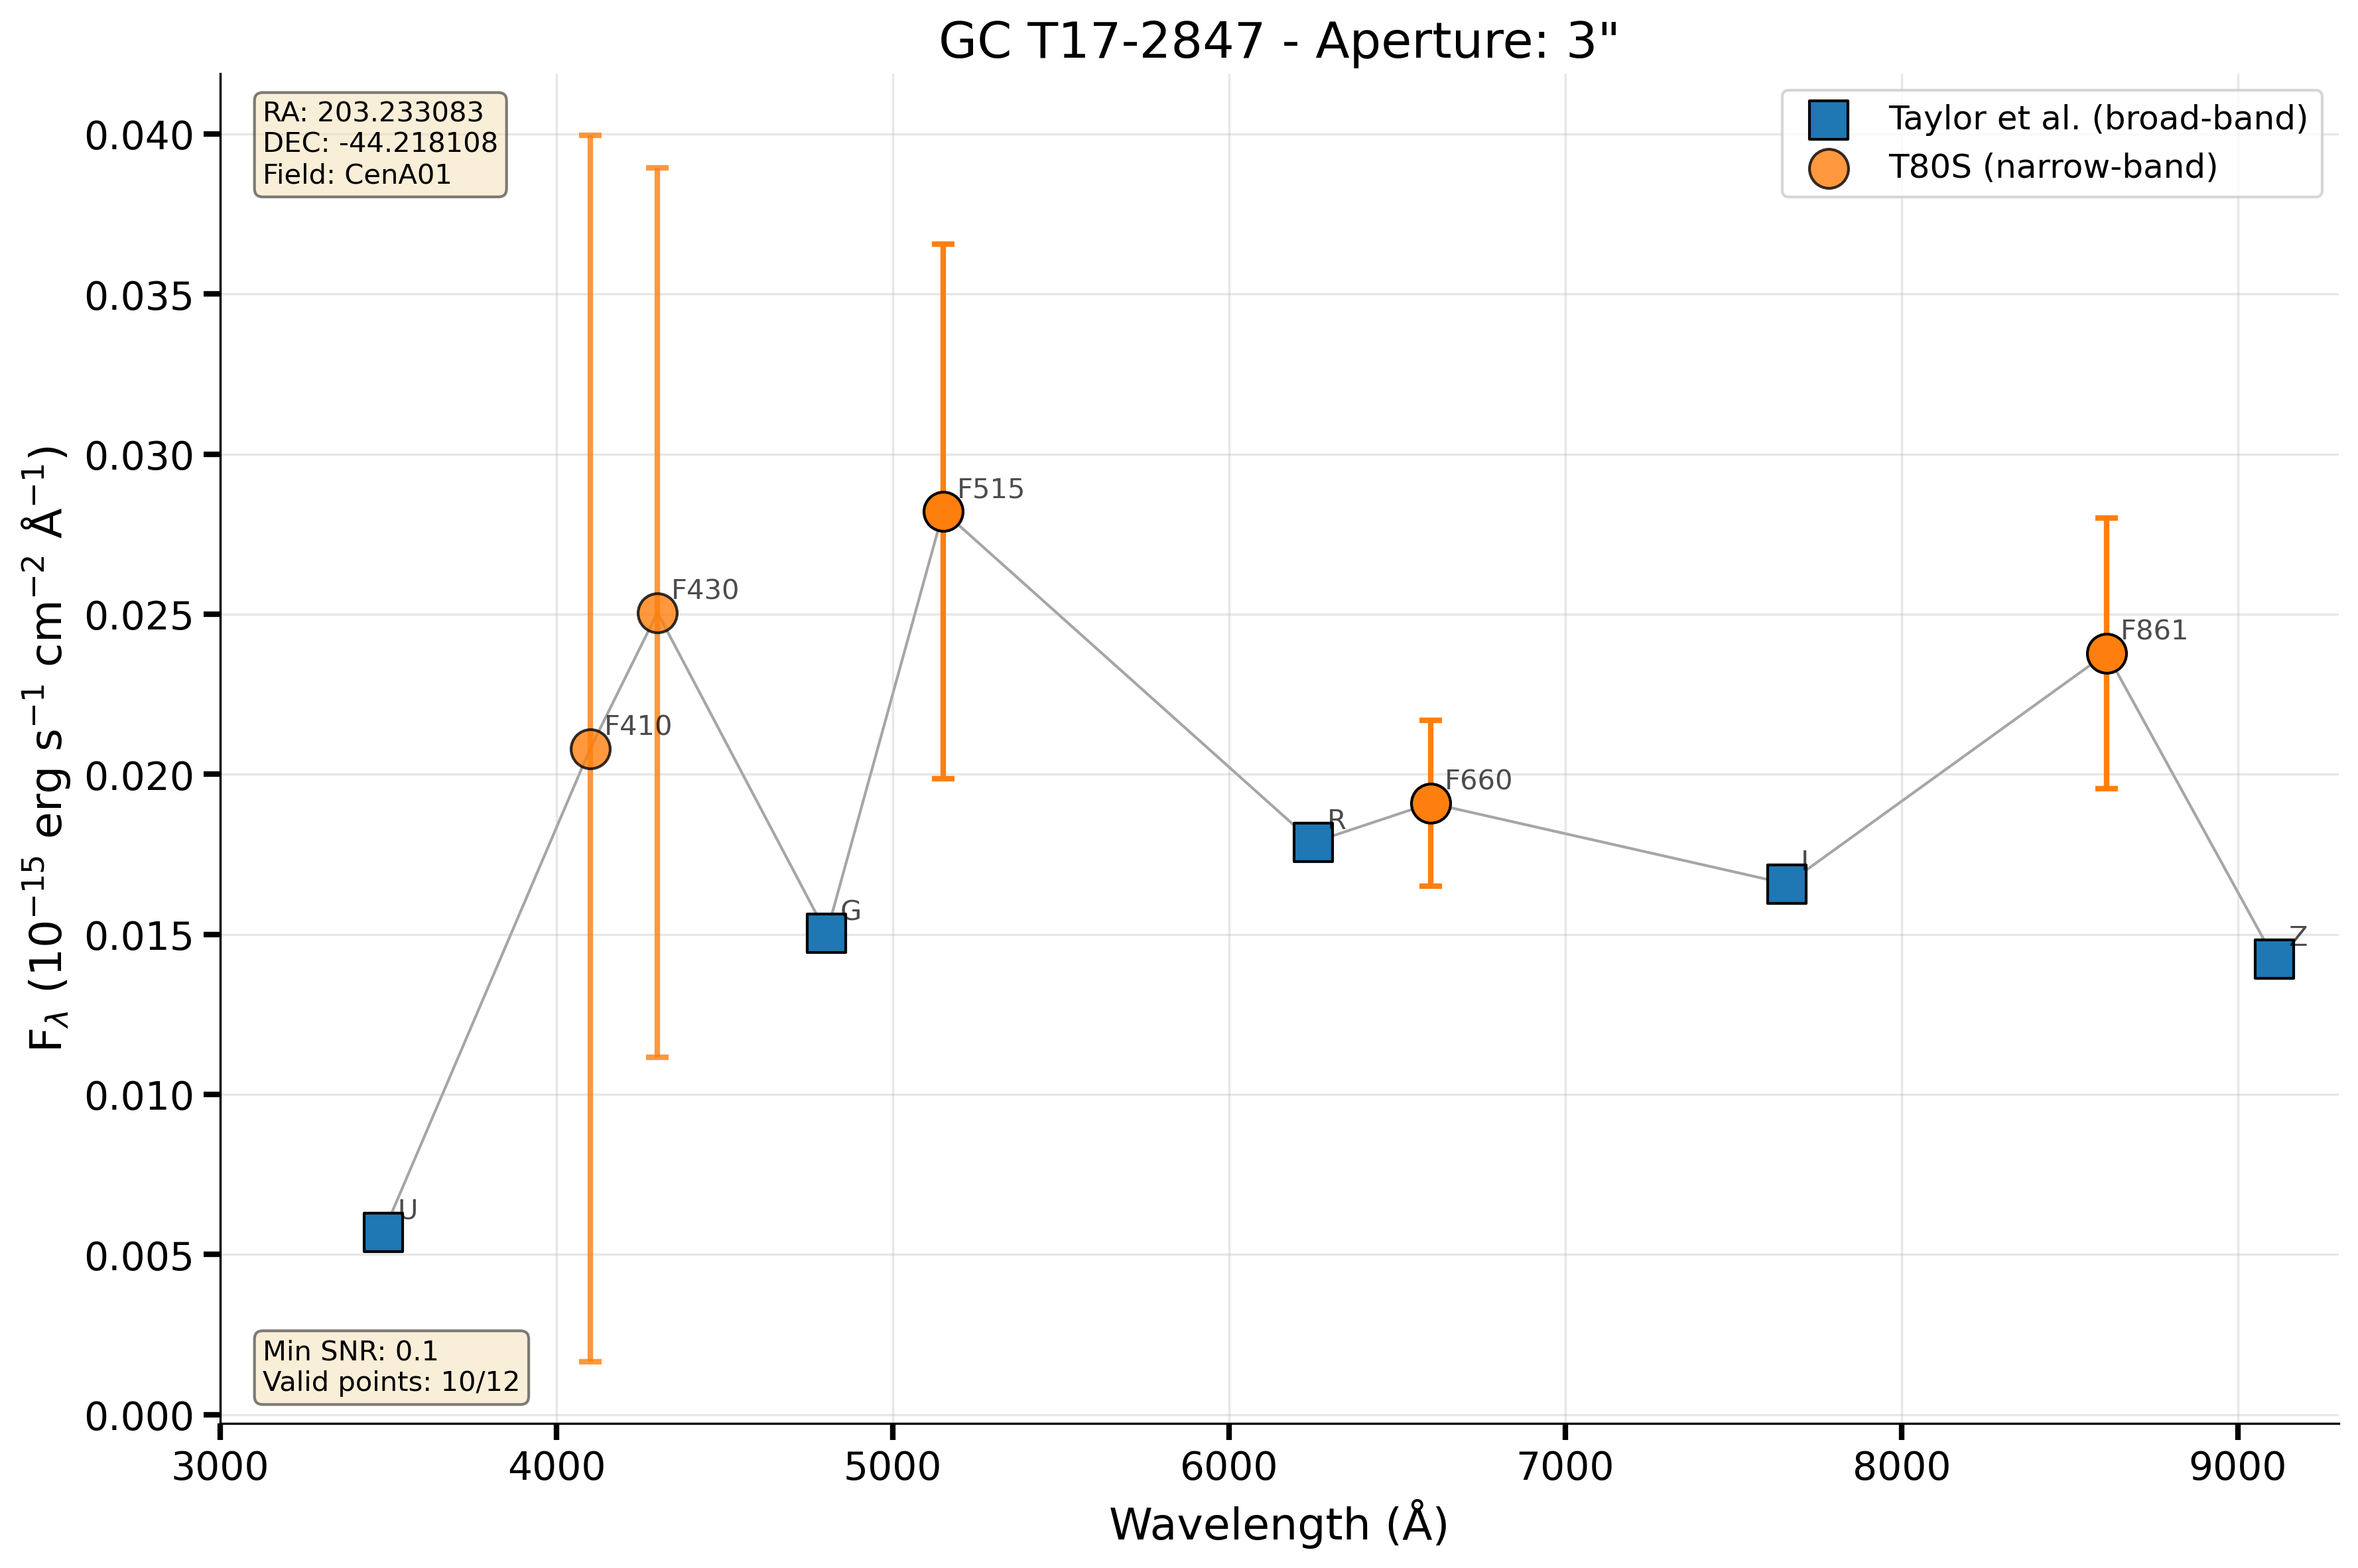 GC T17-2847 - Aperture: 3"
RA: 203.233083
DEC: -44.218108
Field: CenA01
Taylor et al. (broad-band)
T80S (narrow-band)
0.040
0.035
0.030
0.025
0.020
0.015
0.010
0.005
0.000
F_λ (10⁻¹⁵ erg s⁻¹ cm⁻² Å⁻¹)
U
F410
F430
G
F515
R
F660
I
F861
Z
Min SNR: 0.1
Valid points: 10/12
3000 4000 5000 6000 7000 8000 9000
Wavelength (Å)